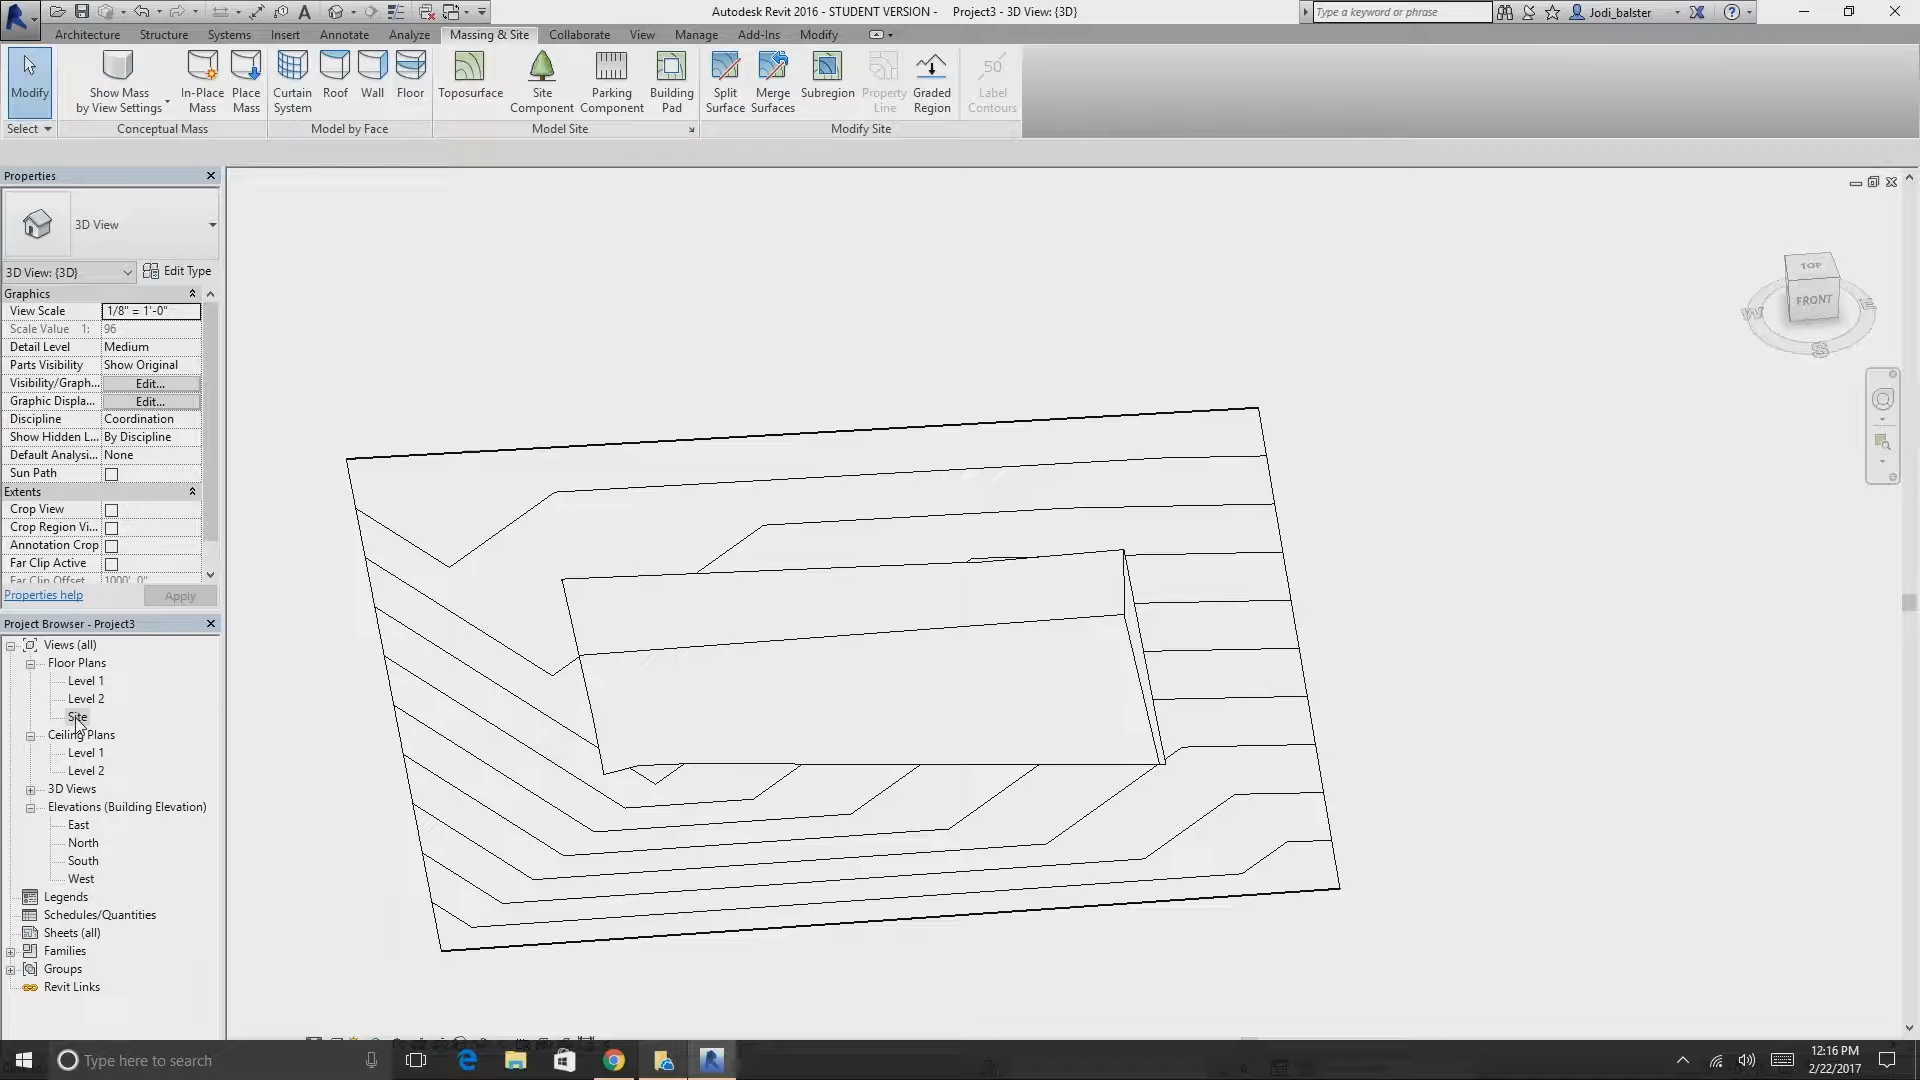 Autodesk Revit 2016 - STUDENT VERSION - Project3 - 3D View: {3D}
Type a keyword or phrase
Jodi_balster
Architecture Structure Systems Insert Annotate Analyze Massing & Site Collaborate View Manage Add-Ins Modify
Modify
Show Mass
by View Settings
In-Place
Mass
Place
Mass
Curtain
System
Roof
Wall
Floor
Toposurface
Site
Component
Parking
Component
Building
Pad
Split
Surface
Merge
Surfaces
Subregion
Property
Line
Graded
Region
50
Label
Contours
Select
Conceptual Mass
Model by Face
Model Site
Modify Site
Properties
3D View
3D View: {3D}
Edit Type
Graphics
View Scale 1/8" = 1'-0"
Scale Value 1: 96
Detail Level Medium
Parts Visibility Show Original
Visibility/Graph... Edit...
Graphic Displa... Edit...
Discipline Coordination
Show Hidden L... By Discipline
Default Analysi... None
Sun Path
Extents
Crop View
Crop Region Vi...
Annotation Crop
Far Clip Active
Far Clip Offset 1000' 0"
Properties help
Apply
Project Browser - Project3
Views (all)
Floor Plans
Level 1
Level 2
Site
Ceiling Plans
Level 1
Level 2
3D Views
Elevations (Building Elevation)
East
North
South
West
Legends
Schedules/Quantities
Sheets (all)
Families
Groups
Revit Links
TOP
FRONT
W
S
E
Type here to search
12:16 PM
2/22/2017